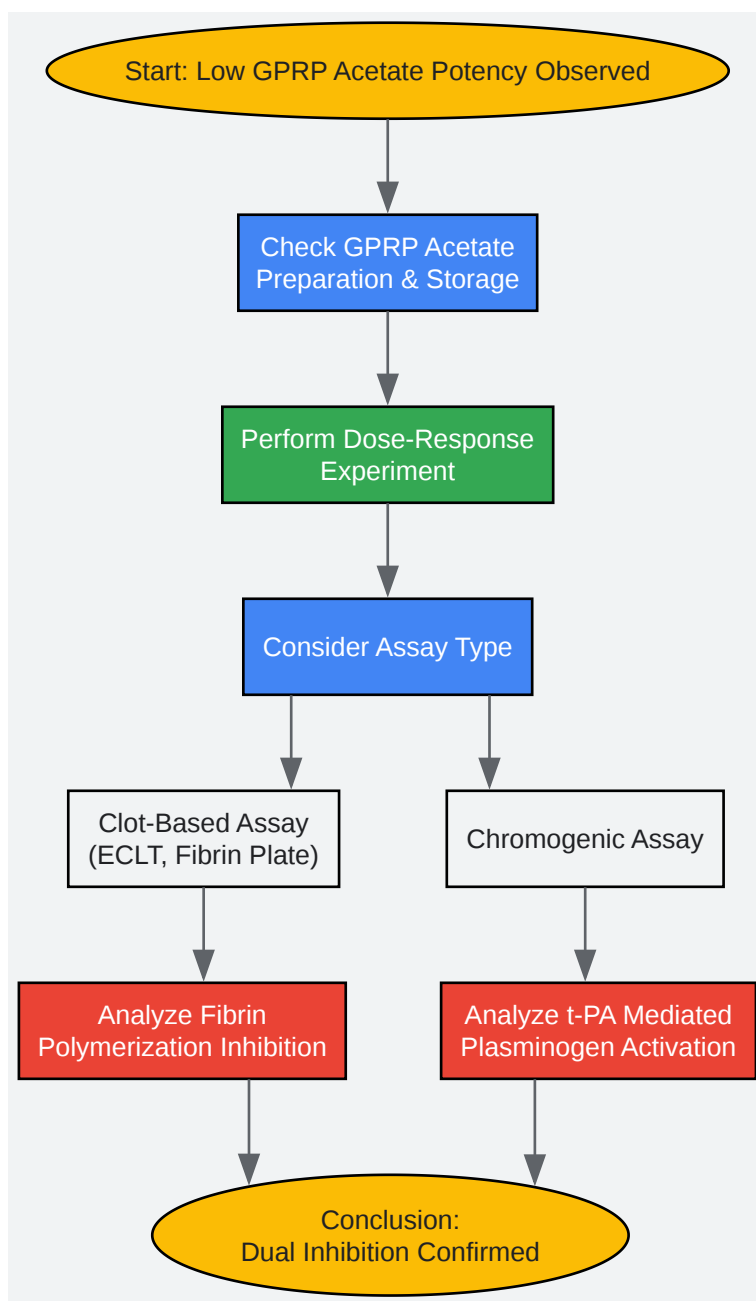 Start: Low GPRP Acetate Potency Observed
Check GPRP Acetate
Preparation & Storage
Perform Dose-Response
Experiment
Consider Assay Type
Clot-Based Assay
(ECLT, Fibrin Plate)
Chromogenic Assay
Analyze Fibrin
Polymerization Inhibition
Analyze t-PA Mediated
Plasminogen Activation
Conclusion:
Dual Inhibition Confirmed